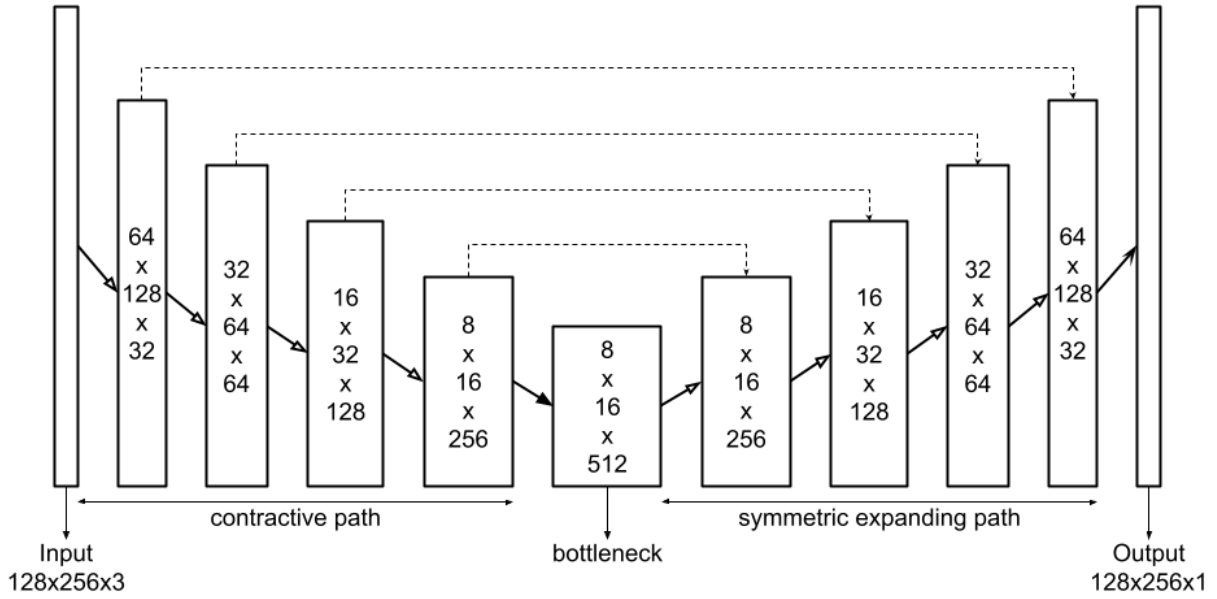 64
x
128
x
32
32
x
64
x
64
16
x
32
x
128
8
x
16
x
256
8
x
16
x
512
8
x
16
x
256
16
x
32
x
128
32
x
64
x
64
64
x
128
x
32
contractive path
symmetric expanding path
Input
128x256x3
bottleneck
Output
128x256x1